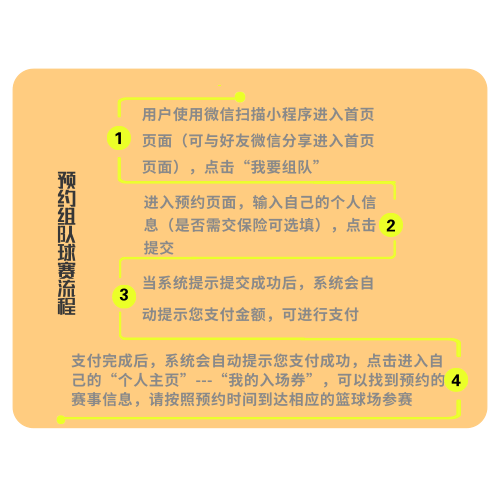 预约组队球赛流程
1
用户使用微信扫描小程序进入首页
页面（可与好友微信分享进入首页
页面），点击“我要组队”
2
进入预约页面，输入自己的个人信
息（是否需交保险可选填），点击
提交
3
当系统提示提交成功后，系统会自
动提示您支付金额，可进行支付
4
支付完成后，系统会自动提示您支付成功，点击进入自
己的“个人主页”---“我的入场券”，可以找到预约的
赛事信息，请按照预约时间到达相应的篮球场参赛